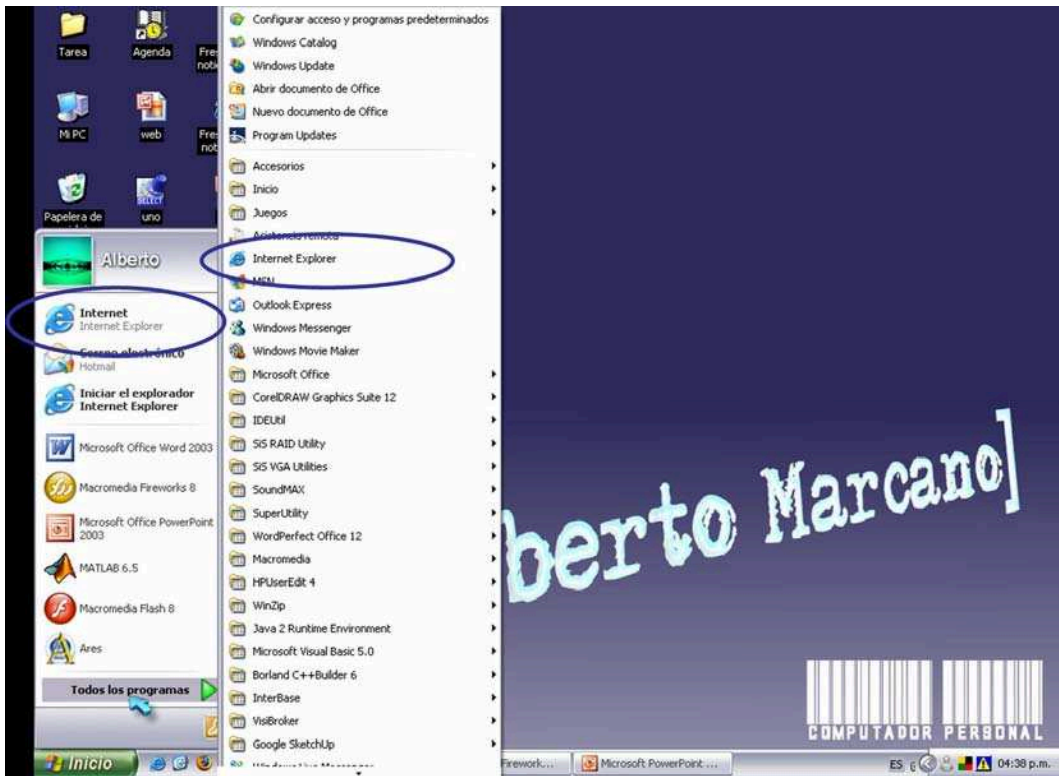 Tarea
Agenda
Mi PC
web
Papelera de
uno
Alberto
Internet
Internet Explorer
Correo electrónico
Hotmail
Iniciar el explorador
Internet Explorer
Microsoft Office Word 2003
Macromedia Fireworks 8
Microsoft Office PowerPoint
2003
MATLAB 6.5
Macromedia Flash 8
Ares
Todos los programas
Inicio
Configurar acceso y programas predeterminados
Windows Catalog
Windows Update
Abrir documento de Office
Nuevo documento de Office
Program Updates
Accesorios
Inicio
Juegos
Asistencia remota
Internet Explorer
MSN
Outlook Express
Windows Messenger
Windows Movie Maker
Microsoft Office
CorelDRAW Graphics Suite 12
IDEUtil
SiS RAID Utility
SiS VGA Utilities
SoundMAX
SuperUtility
WordPerfect Office 12
Macromedia
HPUserEdit 4
WinZip
Java 2 Runtime Environment
Microsoft Visual Basic 5.0
Borland C++Builder 6
InterBase
VisiBroker
Google SketchUp
berto Marcano]
COMPUTADOR PERSONAL
Firework...
Microsoft PowerPoint ...
ES
04:38 p.m.